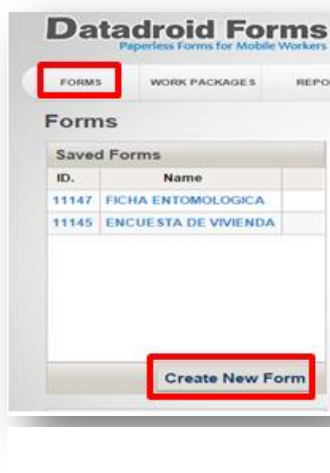 Datadroid Forms
Paperless Forms for Mobile Workers
FORMS WORK PACKAGES REPO
Forms
Saved Forms
ID. Name
11147 FICHA ENTOMOLOGICA
11145 ENCUESTA DE VIVIENDA
Create New Form